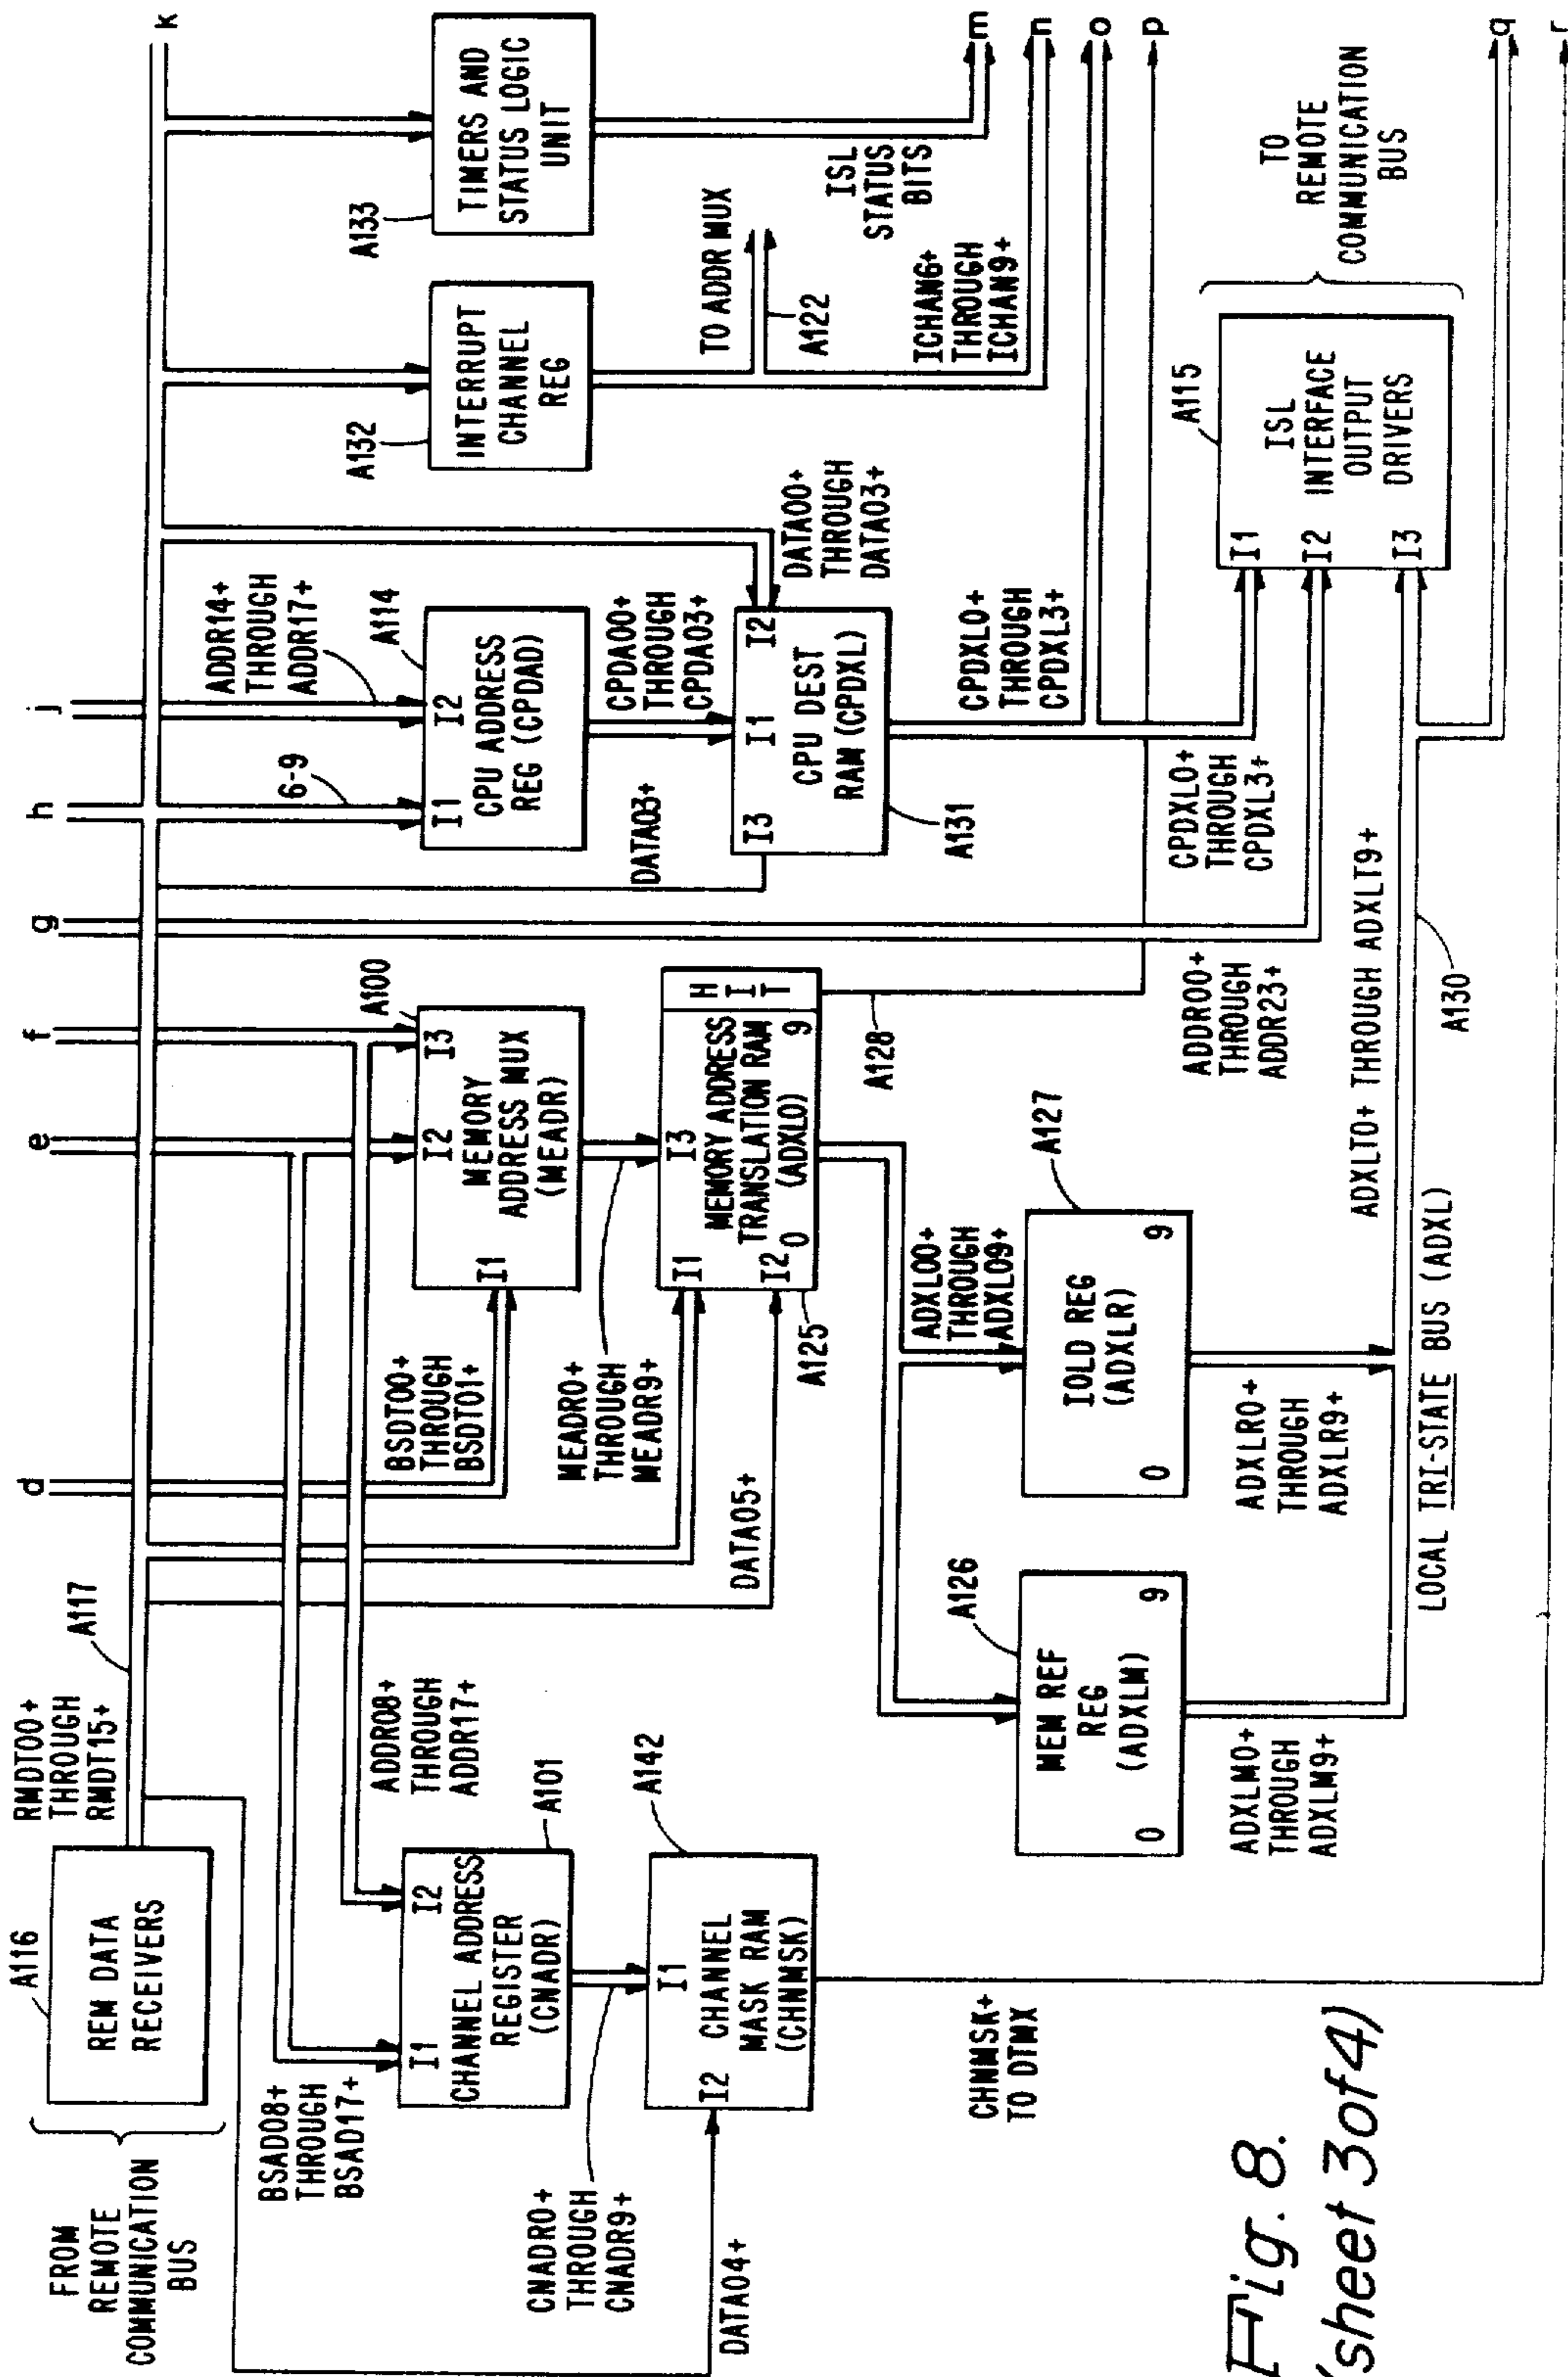 FROM
REMOTE
COMMUNICATION
BUS
A116
REM DATA
RECEIVERS
RMDT00+
THROUGH
RMDT15+
A117
d
e
f
g
h
j
k
BSAD08+
THROUGH
BSAD17+
ADDR08+
THROUGH
ADDR17+
I1
I2
CHANNEL ADDRESS
REGISTER
(CNADR)
A101
CNADR0+
THROUGH
CNADR9+
DATA04+
I1
I2
CHANNEL
MASK RAM
(CHNMSK)
A142
CHNMSK+
TO DTMX
BSDT00+
THROUGH
BSDT01+
I1
I2
I3
MEMORY
ADDRESS MUX
(MEADR)
A100
MEADR0+
THROUGH
MEADR9+
DATA05+
I1
I2
I3
MEMORY ADDRESS
TRANSLATION RAM
0 (ADXLO) 9
HIT
A125
A128
ADXL00+
THROUGH
ADXL09+
A126
MEM REF
REG
(ADXLM)
0 9
ADXLM0+
THROUGH
ADXLM9+
A127
IOLD REG
(ADXLR)
0 9
ADXLR0+
THROUGH
ADXLR9+
LOCAL TRI-STATE BUS (ADXL)
ADXLT0+ THROUGH ADXLT9+
A130
6-9
ADDR14+
THROUGH
ADDR17+
A114
I1
I2
CPU ADDRESS
REG (CPDAD)
CPDA00+
THROUGH
CPDA03+
DATA03+
DATA00+
THROUGH
DATA03+
I3
I1
I2
CPU DEST
RAM (CPDXL)
A131
CPDXL0+
THROUGH
CPDXL3+
CPDXL0+
THROUGH
CPDXL3+
ADDR00+
THROUGH
ADDR23+
A132
INTERRUPT
CHANNEL
REG
TO ADDR MUX
A122
ICHAN6+
THROUGH
ICHAN9+
A133
TIMERS AND
STATUS LOGIC
UNIT
ISL
STATUS
BITS
A115
I1
I2
I3
ISL
INTERFACE
OUTPUT
DRIVERS
TO
REMOTE
COMMUNICATION
BUS
m
n
o
p
q
r
Fig. 8.
(sheet 3of4)